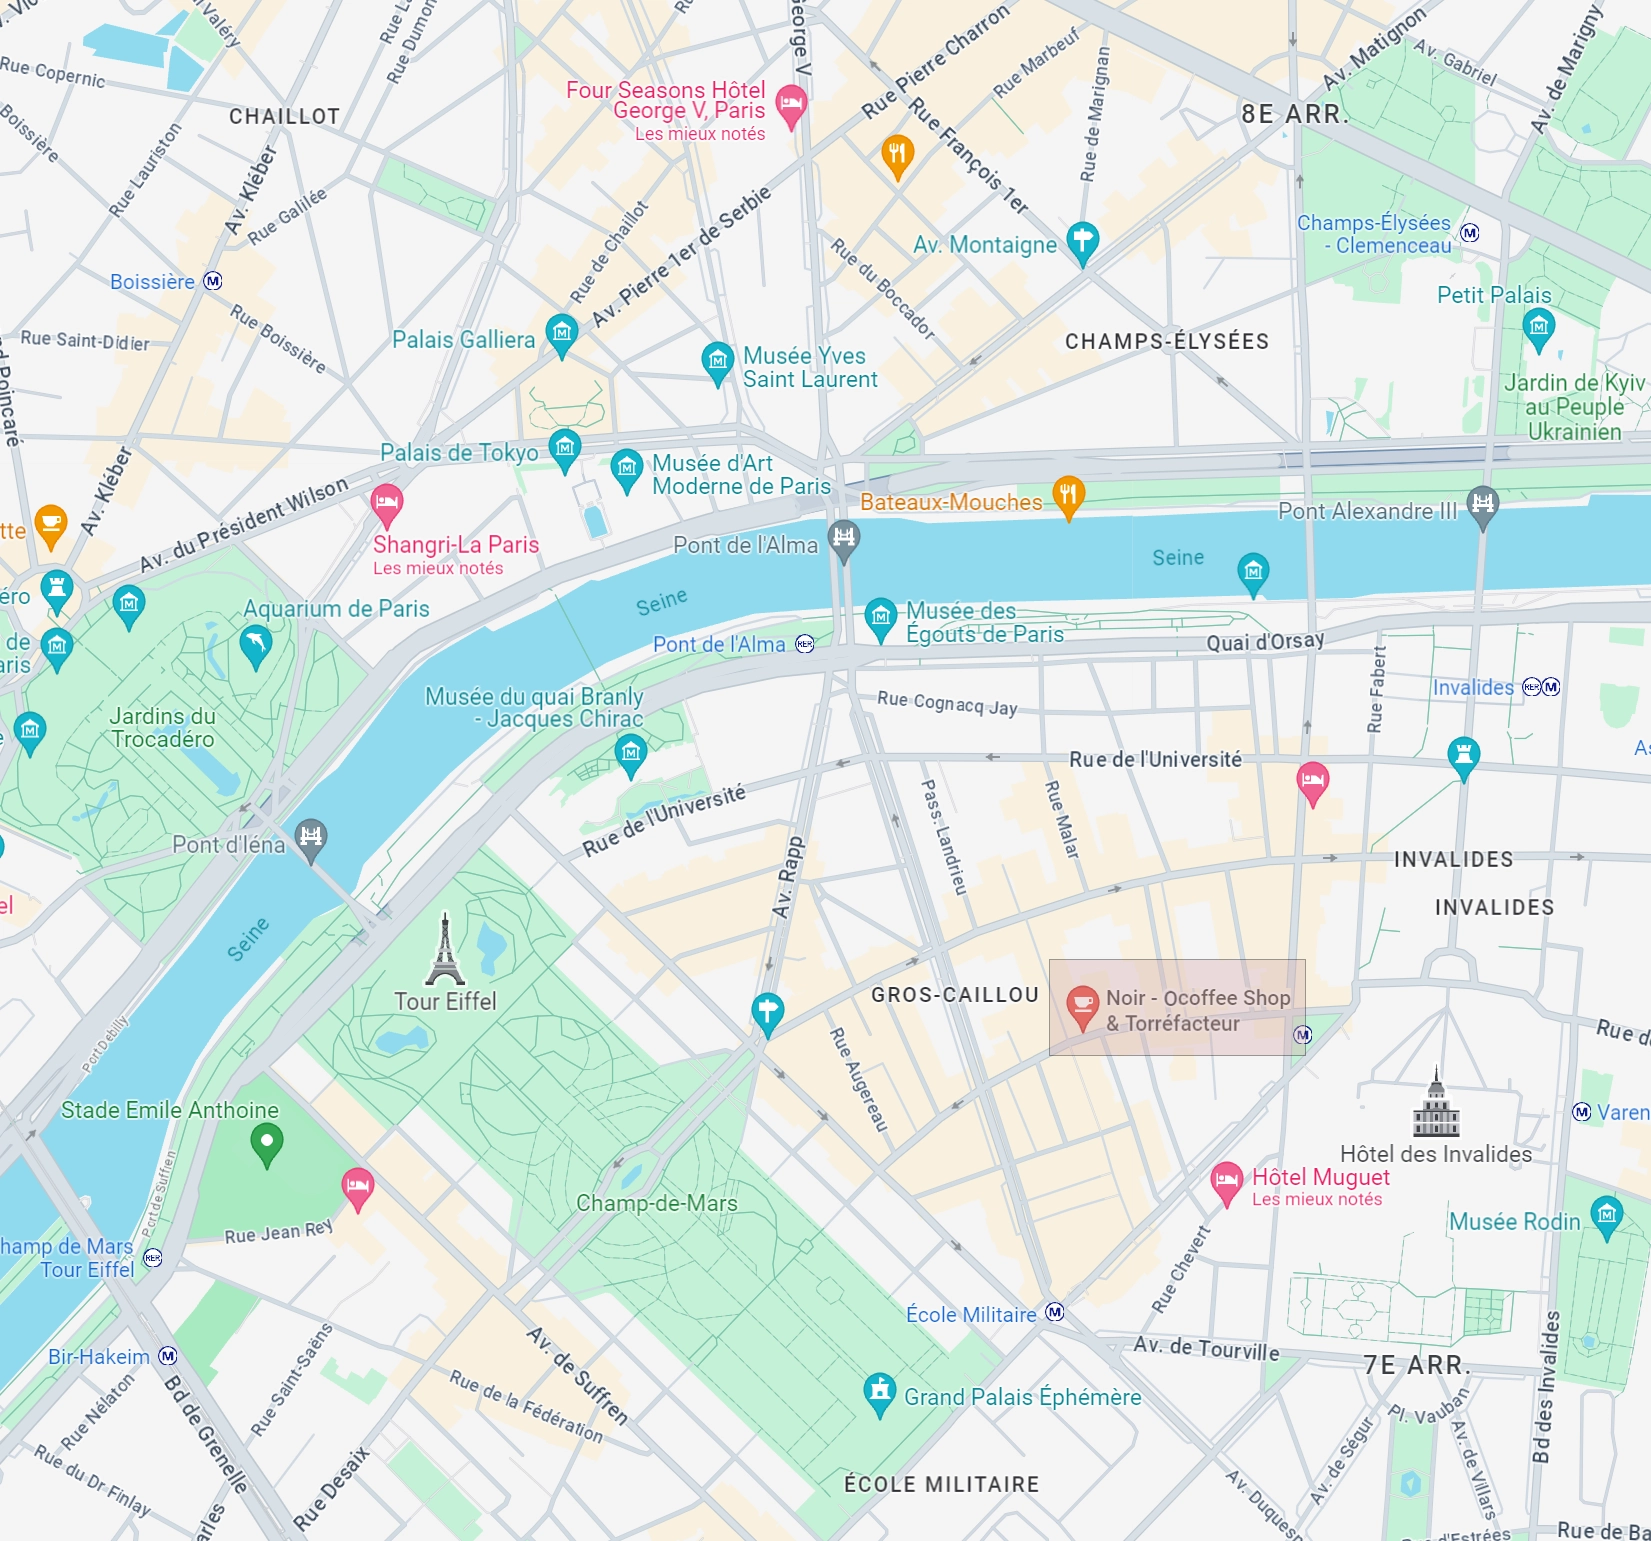 Rue Copernic
CHAILLOT
Boissière
Rue Lauriston
Av. Kléber
Rue Galilée
Boissière
Rue Boissière
Rue Saint-Didier
Four Seasons Hôtel
George V, Paris
Les mieux notés
George V
Rue Pierre Charron
Rue Marbeuf
Rue François 1er
Rue de Marignan
8E ARR.
Av. Matignon
Av. Gabriel
Av. de Marigny
Champs-Élysées
- Clemenceau
Petit Palais
Jardin de Kyiv
au Peuple
Ukrainien
Av. Montaigne
CHAMPS-ÉLYSÉES
Rue du Boccador
Rue de Chaillot
Av. Pierre 1er de Serbie
Palais Galliera
Musée Yves
Saint Laurent
Palais de Tokyo
Musée d'Art
Moderne de Paris
Av. Kléber
Av. du Président Wilson
Shangri-La Paris
Les mieux notés
Bateaux-Mouches
Pont de l'Alma
Pont Alexandre III
Seine
Seine
Aquarium de Paris
Musée des
Égouts de Paris
Pont de l'Alma
RER
Quai d'Orsay
Rue Fabert
Invalides
RER
M
Musée du quai Branly
- Jacques Chirac
Jardins du
Trocadéro
Rue Cognacq Jay
Rue de l'Université
Rue de l'Université
Pass. Landrieu
Rue Malar
Av. Rapp
Pont d'Iéna
INVALIDES
INVALIDES
Seine
Tour Eiffel
GROS-CAILLOU
Noir - Ocoffee Shop
& Torréfacteur
Port Debilly
Rue Augereau
Stade Emile Anthoine
Hôtel des Invalides
Hôtel Muguet
Les mieux notés
Musée Rodin
Champ-de-Mars
Port de Suffren
Rue Jean Rey
hamp de Mars
Tour Eiffel
RER
Rue Chevert
École Militaire
Av. de Tourville
7E ARR.
Bir-Hakeim
Rue Saint-Saëns
Rue Nélaton
Bd de Grenelle
Av. de Suffren
Rue de la Fédération
Grand Palais Éphémère
Pl. Vauban
Bd des Invalides
Av. de Ségur
Av. de Villars
Rue du Dr Finlay
Rue Desaix
ÉCOLE MILITAIRE